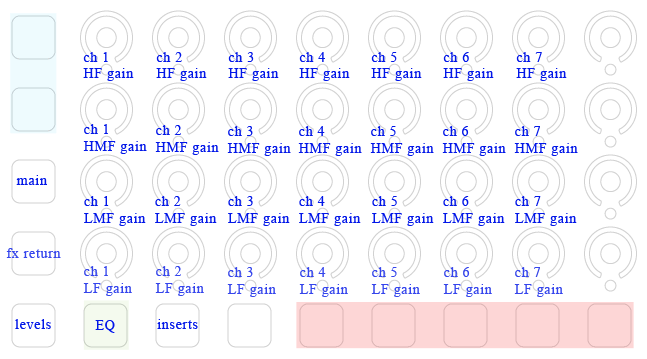 ch 1 ch 2 ch 3 ch 4 ch 5 ch 6 ch 7
HF gain HF gain HF gain HF gain HF gain HF gain HF gain
ch 1 ch 2 ch 3 ch 4 ch 5 ch 6 ch 7
HMF gain HMF gain HMF gain HMF gain HMF gain HMF gain HMF gain
main
ch 1 ch 2 ch 3 ch 4 ch 5 ch 6 ch 7
LMF gain LMF gain LMF gain LMF gain LMF gain LMF gain LMF gain
fx return
ch 1 ch 2 ch 3 ch 4 ch 5 ch 6 ch 7
LF gain LF gain LF gain LF gain LF gain LF gain LF gain
levels EQ inserts